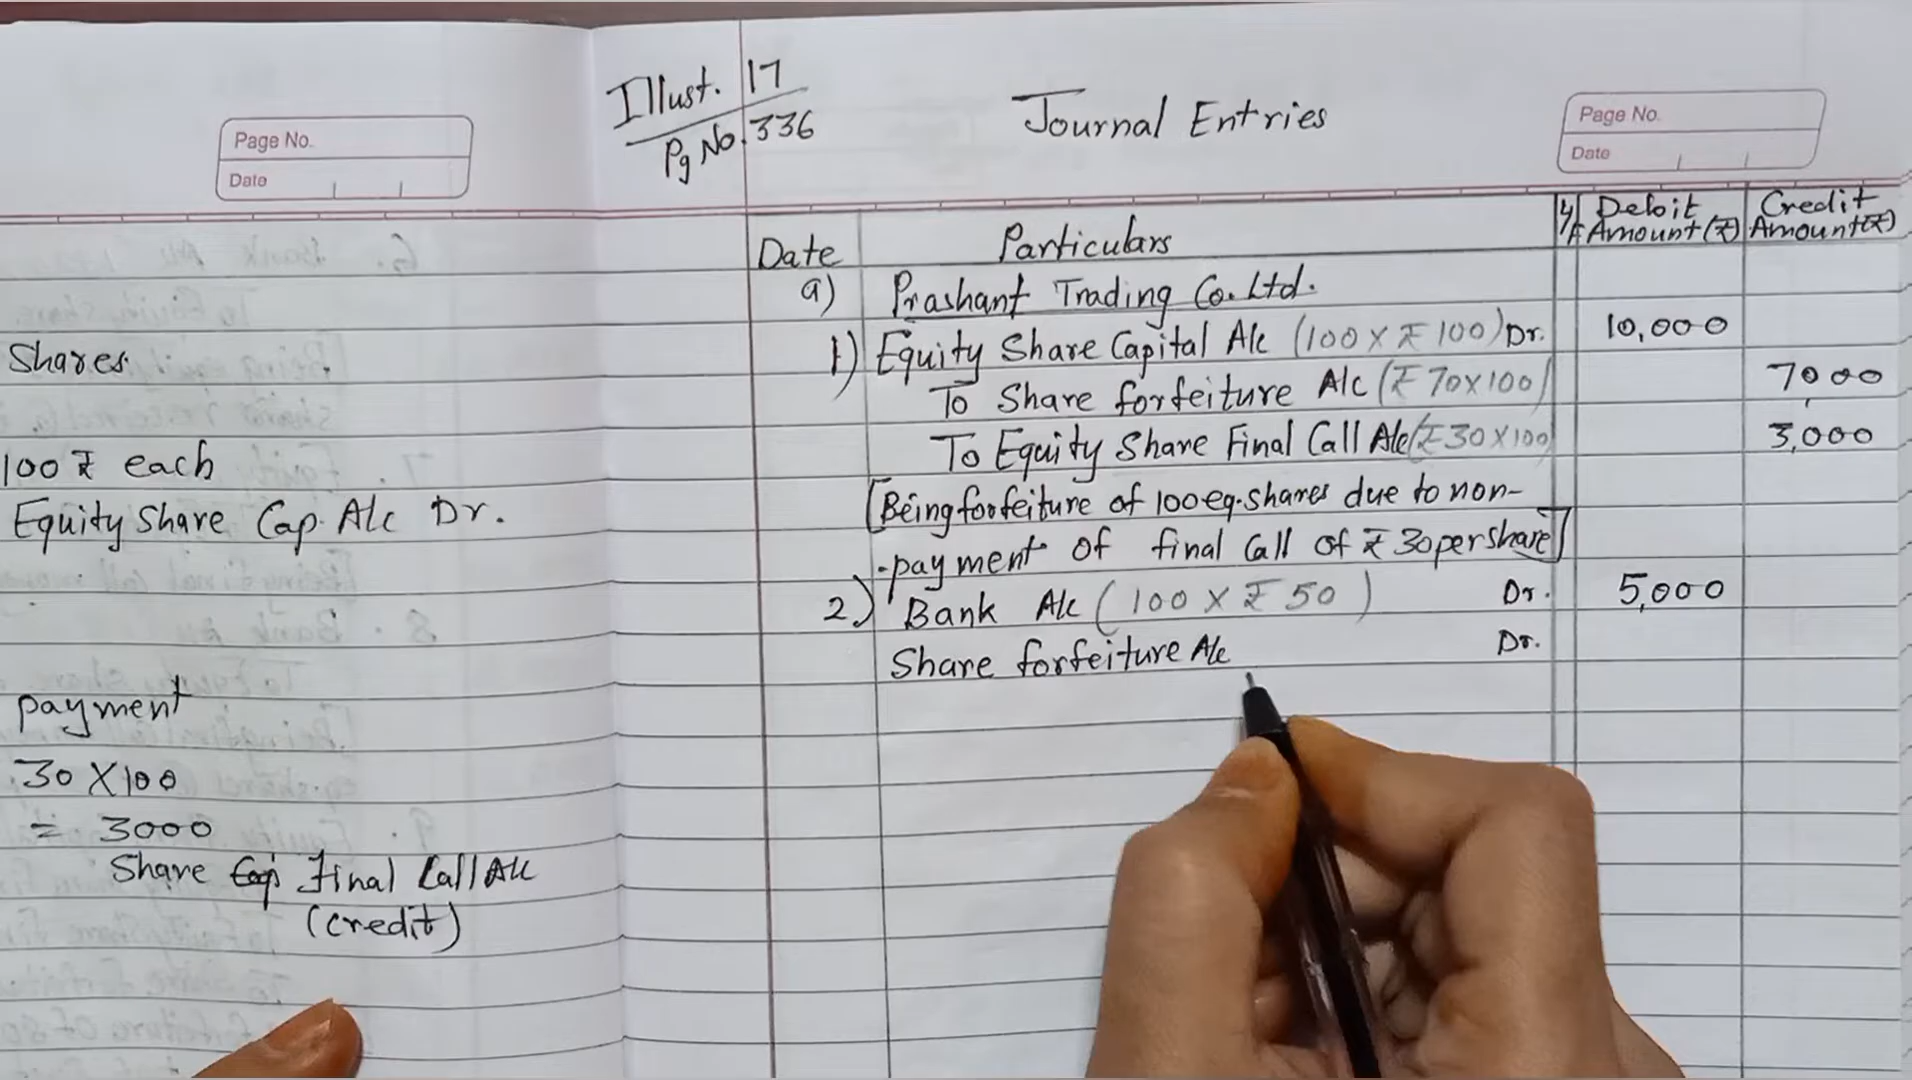 Page No.
Date
Shares.
100 ₹ each
Equity Share Cap. A/c Dr.
payment
30 X 100
= 3000
Share Final Call A/c
(credit)
Illust. 17
Pg No. 336
Journal Entries
Page No.
Date
Date Particulars Debit Amount (₹) Credit Amount (₹)
a) Prashant Trading Co. Ltd.
1) Equity Share Capital A/c (100 X ₹ 100) Dr. 10,000
To Share forfeiture A/c (₹ 70 X 100) 7,000
To Equity Share Final Call A/c (₹ 30 X 100) 3,000
[Being forfeiture of 100 eq. shares due to non-
-payment of final Call of ₹ 30 per share]
2.) Bank A/c (100 X ₹ 50) Dr. 5,000
Share forfeiture A/c Dr.